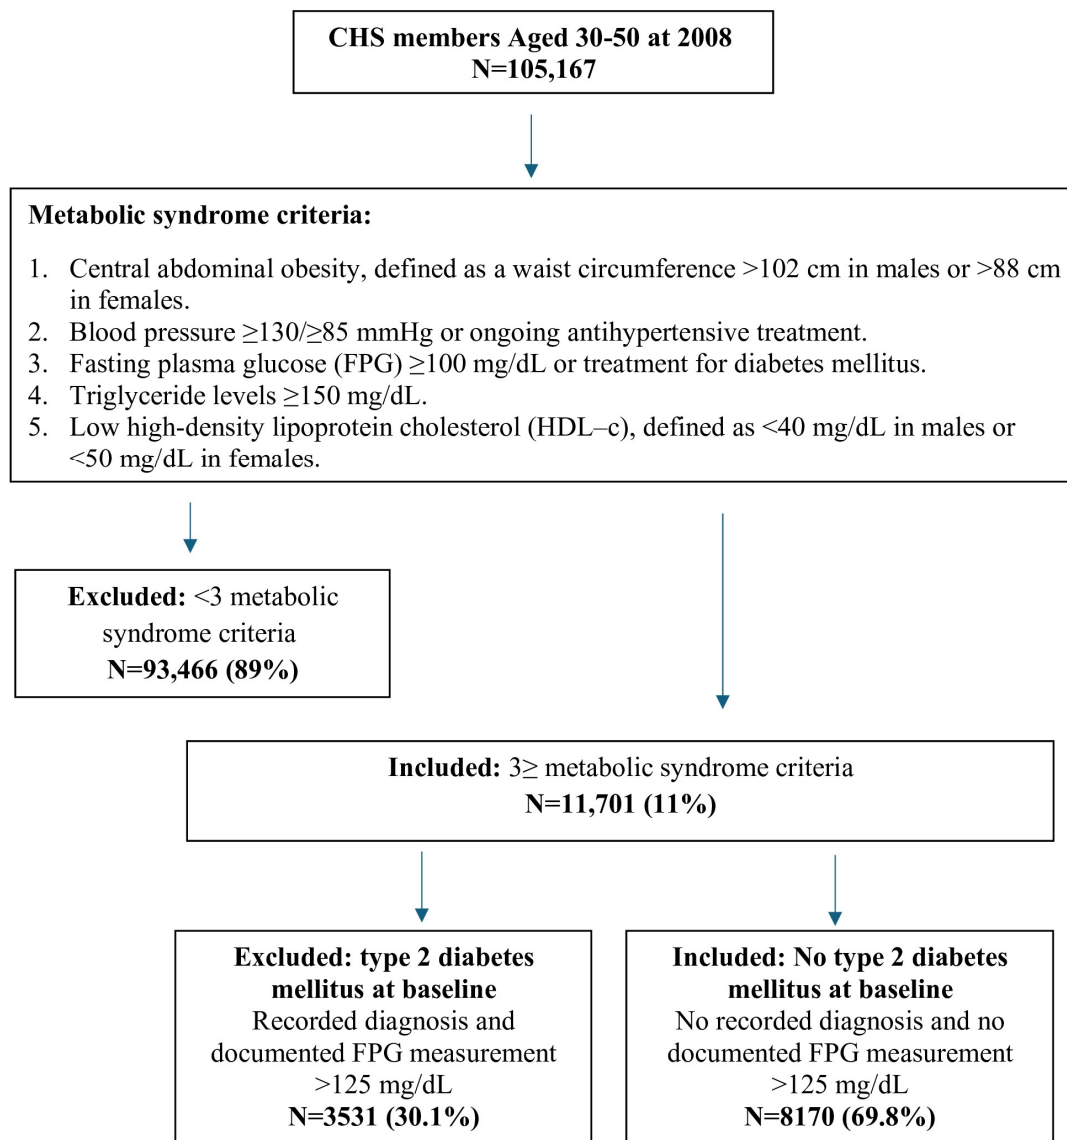 CHS members Aged 30-50 at 2008
N=105,167
Metabolic syndrome criteria:
1. Central abdominal obesity, defined as a waist circumference >102 cm in males or >88 cm
in females.
2. Blood pressure ≥130/≥85 mmHg or ongoing antihypertensive treatment.
3. Fasting plasma glucose (FPG) ≥100 mg/dL or treatment for diabetes mellitus.
4. Triglyceride levels ≥150 mg/dL.
5. Low high-density lipoprotein cholesterol (HDL–c), defined as <40 mg/dL in males or
<50 mg/dL in females.
Excluded: <3 metabolic
syndrome criteria
N=93,466 (89%)
Included: 3≥ metabolic syndrome criteria
N=11,701 (11%)
Excluded: type 2 diabetes
mellitus at baseline
Recorded diagnosis and
documented FPG measurement
>125 mg/dL
N=3531 (30.1%)
Included: No type 2 diabetes
mellitus at baseline
No recorded diagnosis and no
documented FPG measurement
>125 mg/dL
N=8170 (69.8%)